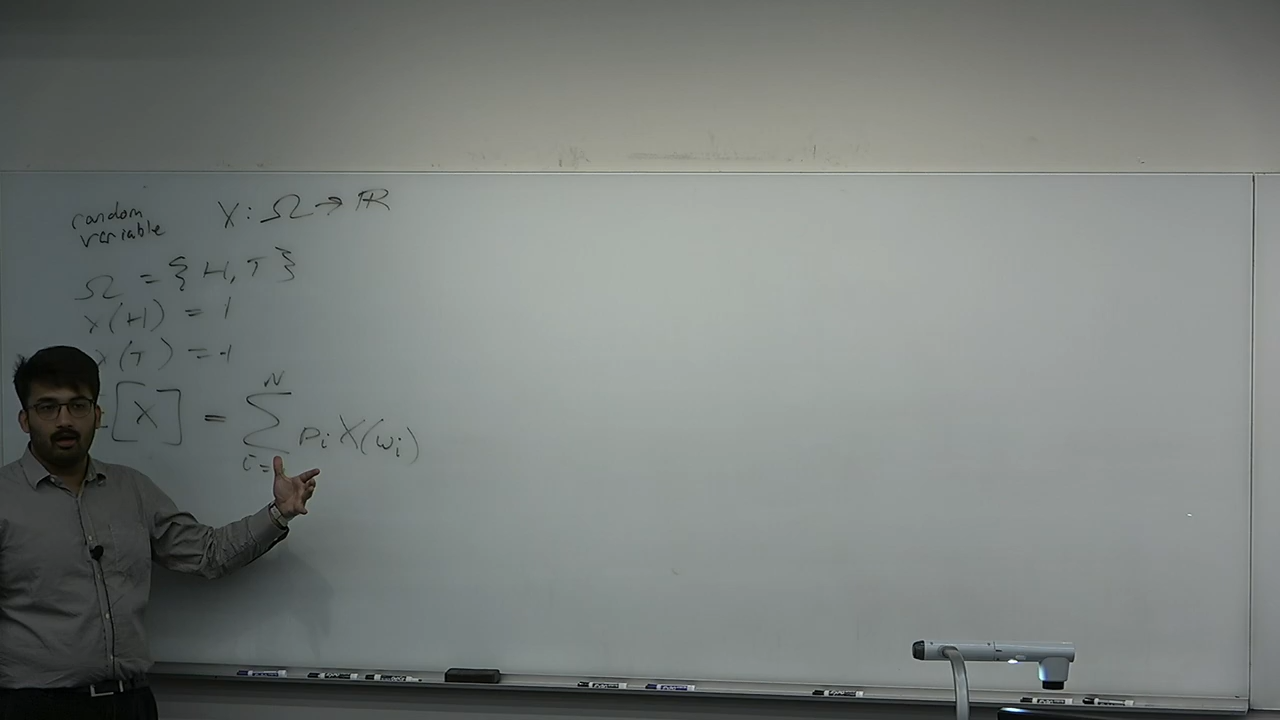 random
variable X: Ω → ℝ
Ω = {H, T}
X(H) = 1
X(T) = -1
[X] = ∑ᵢ₌ᴺ pᵢ X(ωᵢ)